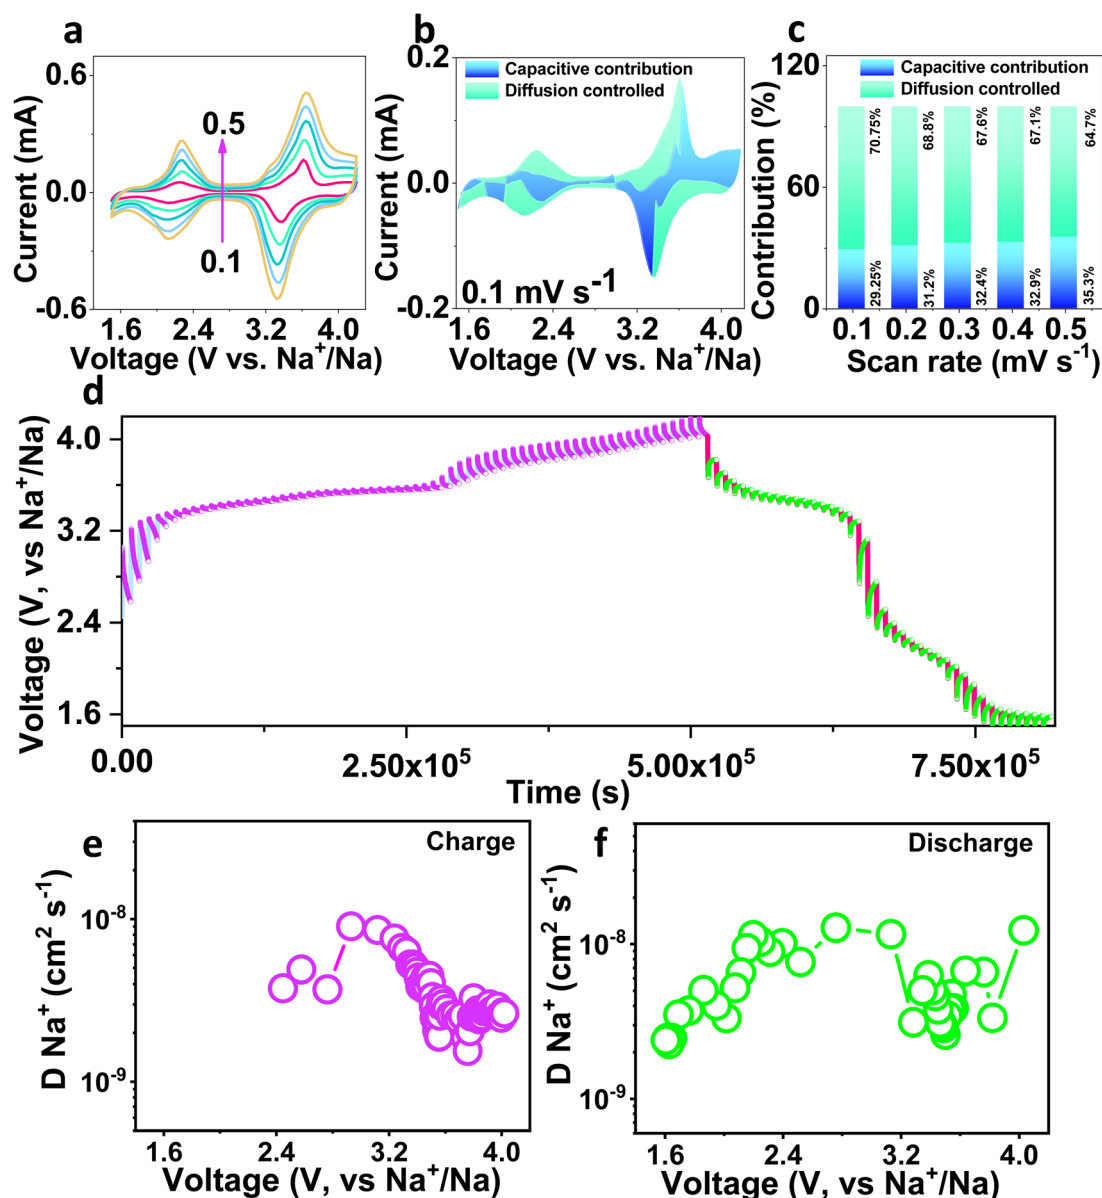 a
Current (mA)
0.6
0.0
-0.6
0.5
0.1
1.6 2.4 3.2 4.0
Voltage (V vs. Na⁺/Na)
b
Current (mA)
0.2
0.0
-0.2
Capacitive contribution
Diffusion controlled
0.1 mV s⁻¹
1.6 2.4 3.2 4.0
Voltage (V vs. Na⁺/Na)
c
Contribution (%)
120
60
0
Capacitive contribution
Diffusion controlled
70.75% 68.8% 67.6% 67.1% 64.7%
29.25% 31.2% 32.4% 32.9% 35.3%
0.1 0.2 0.3 0.4 0.5
Scan rate (mV s⁻¹)
d
Voltage (V, vs Na⁺/Na)
4.0
3.2
2.4
1.6
0.00 2.50x10⁵ 5.00x10⁵ 7.50x10⁵
Time (s)
e
Charge
D Na⁺ (cm² s⁻¹)
10⁻⁸
10⁻⁹
1.6 2.4 3.2 4.0
Voltage (V, vs Na⁺/Na)
f
Discharge
D Na⁺ (cm² s⁻¹)
10⁻⁸
10⁻⁹
1.6 2.4 3.2 4.0
Voltage (V, vs Na⁺/Na)